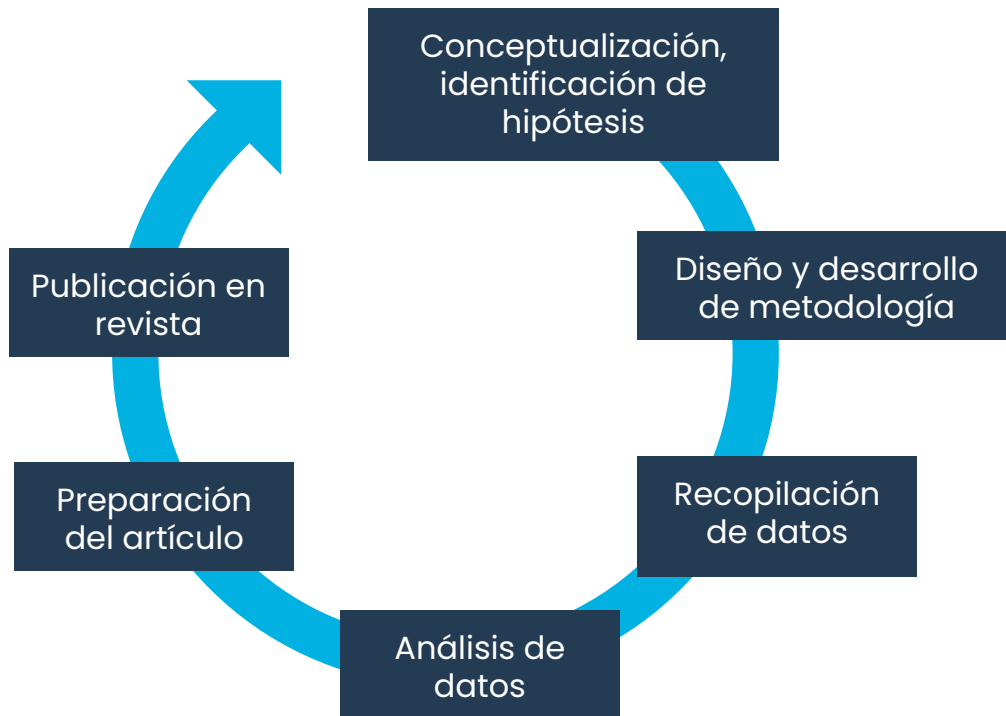 Conceptualización,
identificación de
hipótesis
Diseño y desarrollo
de metodología
Recopilación
de datos
Análisis de
datos
Preparación
del artículo
Publicación en
revista